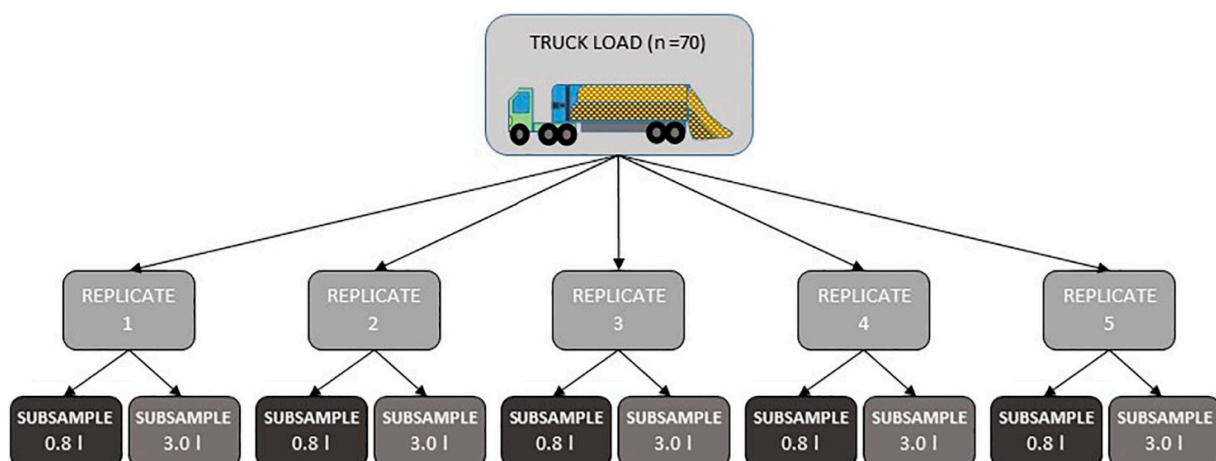 TRUCK LOAD (n =70)
REPLICATE
1
REPLICATE
2
REPLICATE
3
REPLICATE
4
REPLICATE
5
SUBSAMPLE
0.8 l
SUBSAMPLE
3.0 l
SUBSAMPLE
0.8 l
SUBSAMPLE
3.0 l
SUBSAMPLE
0.8 l
SUBSAMPLE
3.0 l
SUBSAMPLE
0.8 l
SUBSAMPLE
3.0 l
SUBSAMPLE
0.8 l
SUBSAMPLE
3.0 l